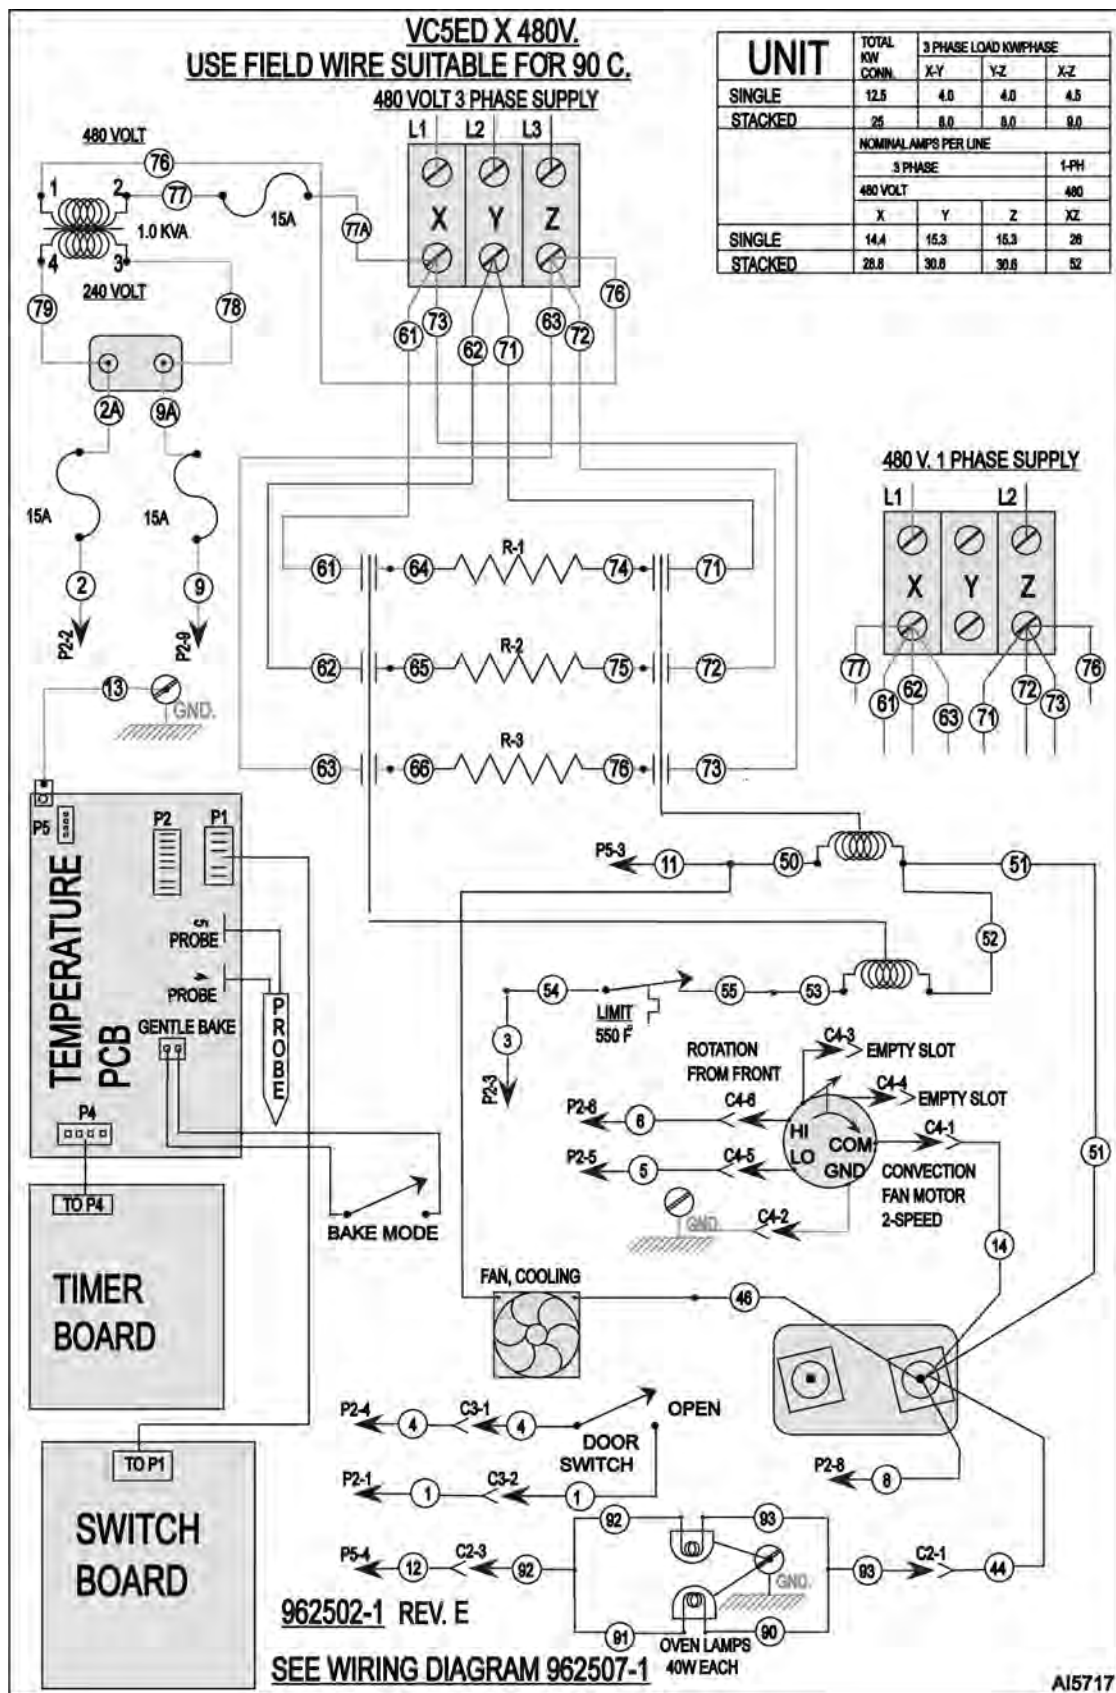 VC5ED X 480V.
USE FIELD WIRE SUITABLE FOR 90 C.
480 VOLT 3 PHASE SUPPLY
L1 L2 L3
X Y Z
UNIT
TOTAL KW CONN.
3 PHASE LOAD KW/PHASE
X-Y Y-Z X-Z
SINGLE 12.5 4.0 4.0 4.5
STACKED 25 8.0 8.0 9.0
NOMINAL AMPS PER LINE
3 PHASE 1-PH
480 VOLT 480
X Y Z XZ
SINGLE 14.4 15.3 15.3 26
STACKED 28.8 30.6 30.6 52
480 VOLT
76
1 2 77
15A
77A
1.0 KVA
4 3
240 VOLT
79 78
76
61 73 62 71 63 72
2A 9A
15A 15A
2 9
P2-2 P2-9
13
GND.
480 V. 1 PHASE SUPPLY
L1 L2
X Y Z
77 61 62 63 71 72 73 76
61 64 R-1 74 71
62 65 R-2 75 72
63 66 R-3 76 73
P5 P2 P1
TEMPERATURE
PCB
5
PROBE
4
PROBE
PROBE
GENTLE BAKE
P4
TO P4
TIMER
BOARD
TO P1
SWITCH
BOARD
BAKE MODE
P5-3 11 50 51
52
54 55 53
LIMIT
550 F
3
P2-3
ROTATION
FROM FRONT
C4-3 EMPTY SLOT
C4-4
EMPTY SLOT
P2-6 6 C4-6
HI COM
LO
GND
C4-1
P2-5 5 C4-5
CONVECTION
FAN MOTOR
2-SPEED
GND.
C4-2
51
14
FAN, COOLING
46
P2-4 4 C3-1 4
OPEN
DOOR
SWITCH
P2-1 1 C3-2 1
P2-8 8
92 93
P5-4 12 C2-3 92
GND.
93 C2-1 44
91 90
OVEN LAMPS
40W EACH
962502-1 REV. E
SEE WIRING DIAGRAM 962507-1
AI5717